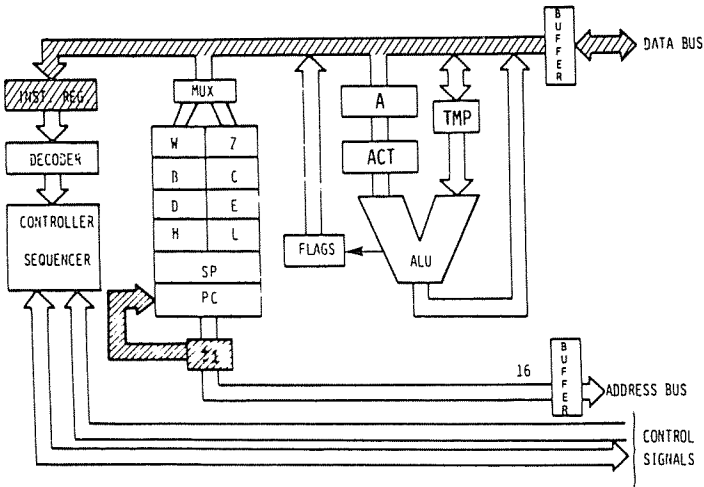 BUFFER
DATA BUS
INST. REG
MUX
A
TMP
W 7
DECODER
ACT
B C
D E
CONTROLLER
SEQUENCER
H L
FLAGS
ALU
SP
PC
16
BUFFER
ADDRESS BUS
CONTROL
SIGNALS